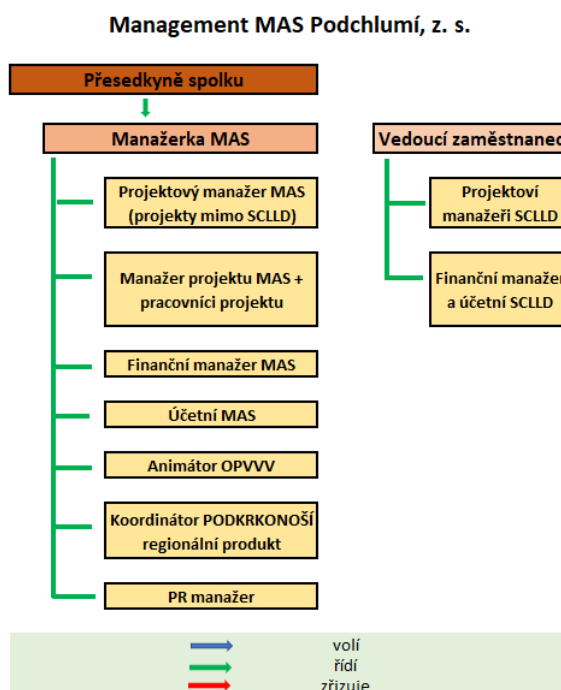 Management MAS Podchlumí, z. s.
Přesedkyně spolku
Manažerka MAS
Projektový manažer MAS
(projekty mimo SCLLD)
Manažer projektu MAS +
pracovníci projektu
Finanční manažer MAS
Účetní MAS
Animátor OPVVV
Koordinátor PODKRKONOŠÍ
regionální produkt
PR manažer
Vedoucí zaměstnanec
Projektoví
manažeři SCLLD
Finanční manažer
a účetní SCLLD
volí
řídí
zřizuje